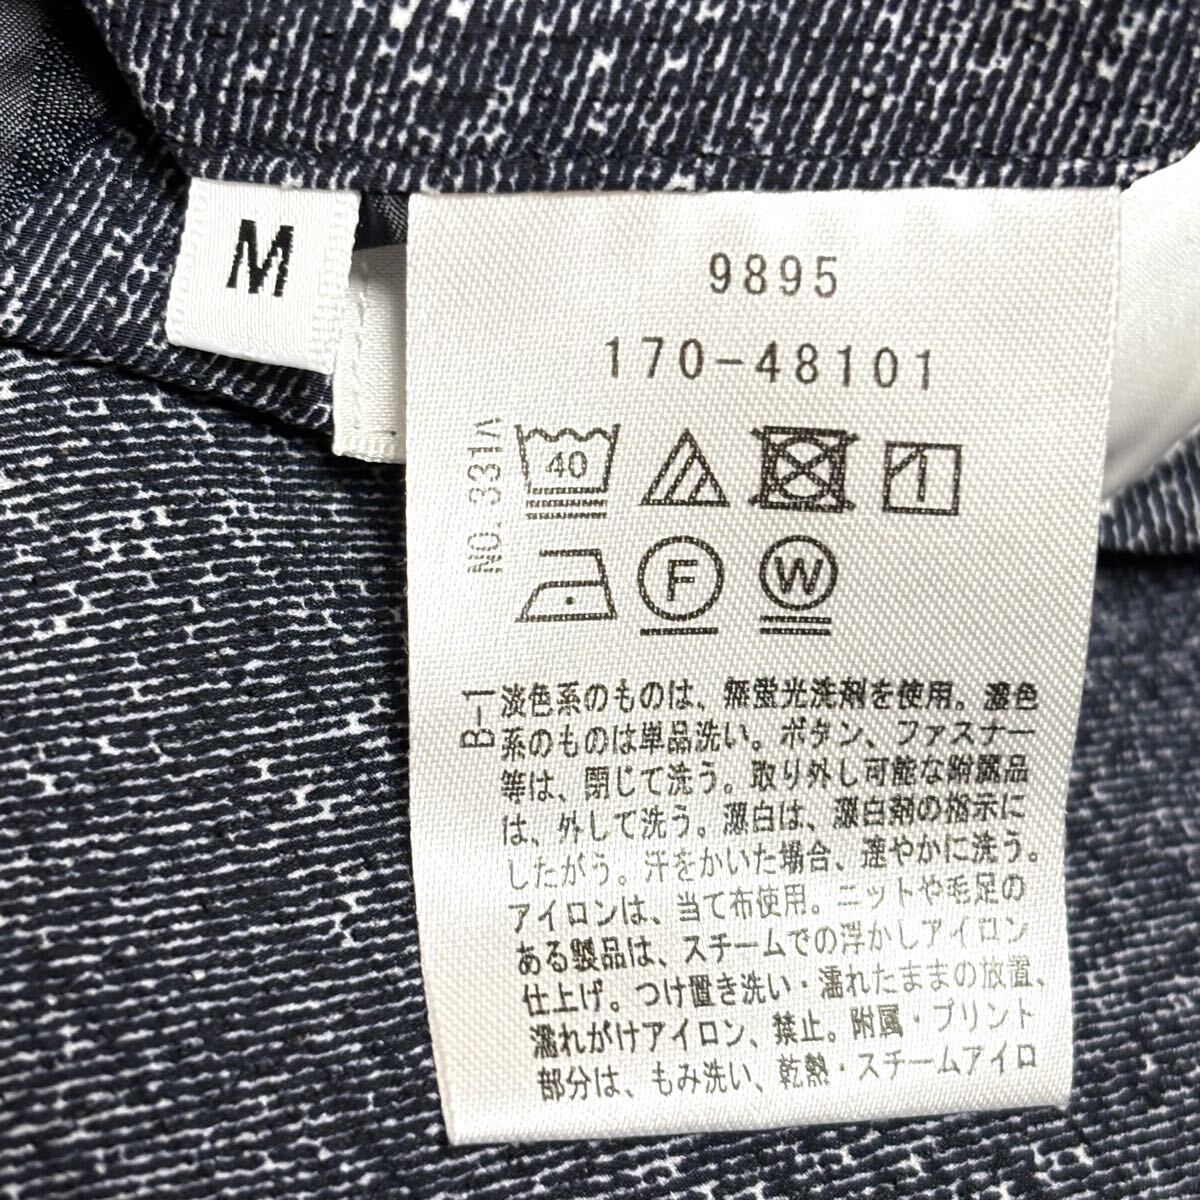 M
9895
170-48101
NO.331A
40
F
W
B-1
淡色系のものは、無蛍光洗剤を使用。濃色
系のものは単品洗い。ボタン、ファスナー
等は、閉じて洗う。取り外し可能な附属品
は、外して洗う。漂白は、漂白剤の指示に
したがう。汗をかいた場合、速やかに洗う。
アイロンは、当て布使用。ニットや毛足の
ある製品は、スチームでの浮かしアイロン
仕上げ。つけ置き洗い・濡れたままの放置、
濡れがけアイロン、禁止。附属・プリント
部分は、もみ洗い、乾熱・スチームアイロ